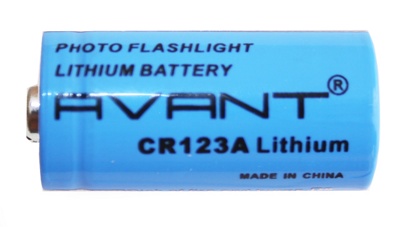 PHOTO FLASHLIGHT
LITHIUM BATTERY
AVANT®
CR123A Lithium
MADE IN CHINA